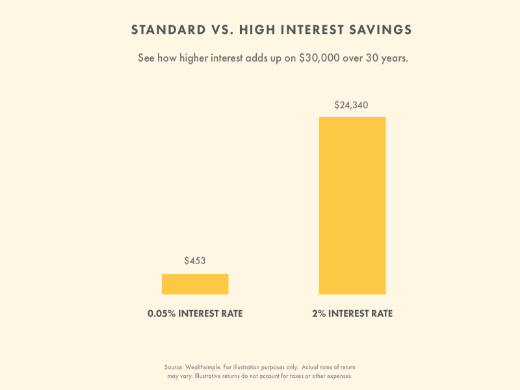 STANDARD VS. HIGH INTEREST SAVINGS
See how higher interest adds up on $30,000 over 30 years.
$24,340
$453
0.05% INTEREST RATE
2% INTEREST RATE
Source: Wealthsimple. For illustration purposes only. Actual rates of return
may vary. Illustrative returns do not account for taxes or other expenses.